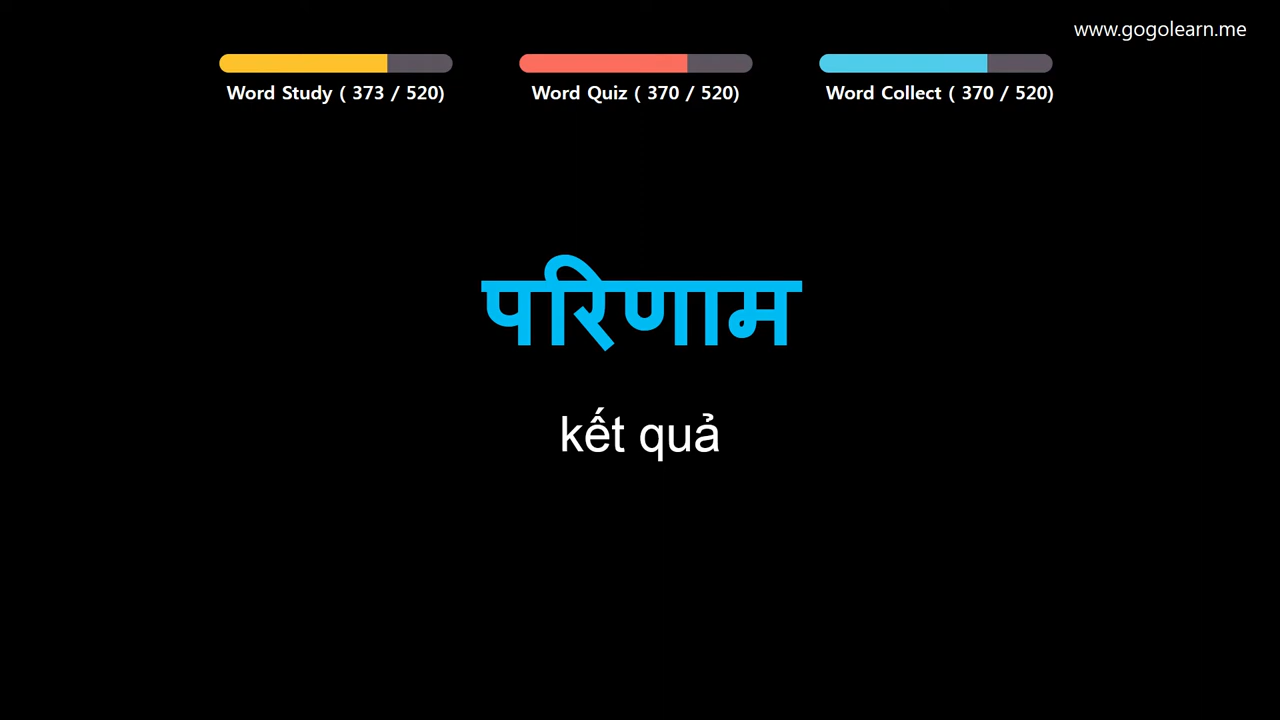 www.gogolearn.me
Word Study ( 373 / 520)
Word Quiz ( 370 / 520)
Word Collect ( 370 / 520)
परिणाम
kết quả